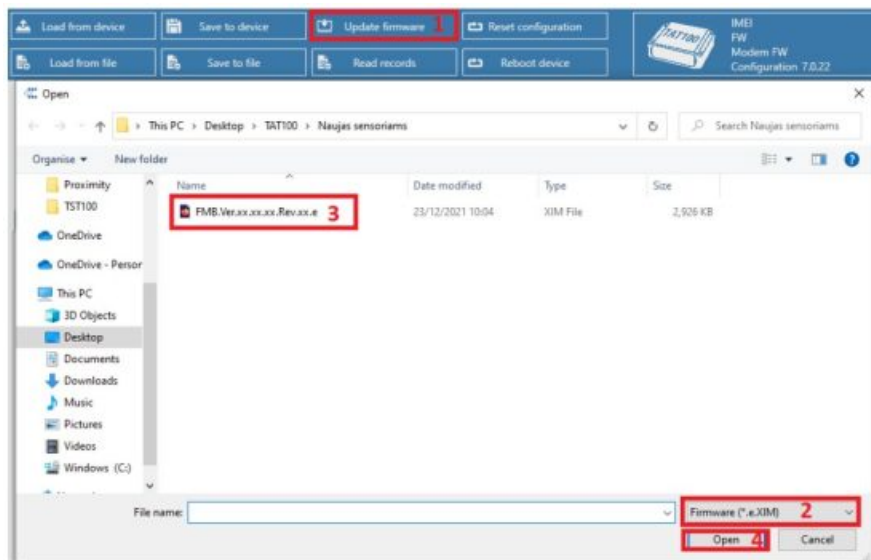 Load from device Save to device Update firmware 1 Reset configuration
Load from file Save to file Read records Reboot device
TAT100
IMEI
FW
Modem FW
Configuration 7.0.22
Open
This PC > Desktop > TAT100 > Naujas sensoriams
Search Naujas sensoriams
Organise New folder
Name Date modified Type Size
FMB.Ver.xx.xx.xx.Rev.xx.e 3 23/12/2021 10:04 XIM File 2,926 KB
Proximity
TST100
OneDrive
OneDrive - Person
This PC
3D Objects
Desktop
Documents
Downloads
Music
Pictures
Videos
Windows (C:)
File name: Firmware (*.e.XIM) 2
Open 4 Cancel